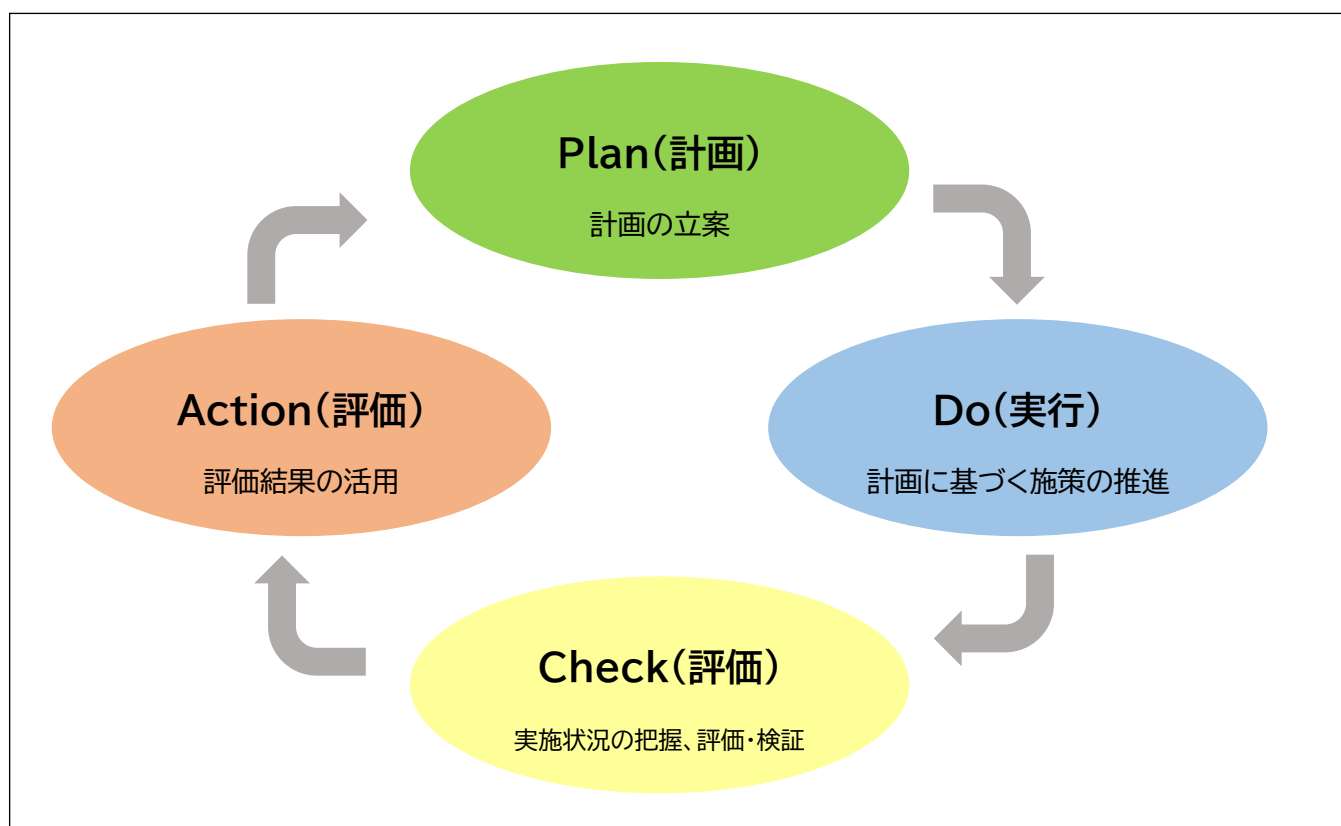 Plan(計画)
計画の立案
Action(評価)
評価結果の活用
Do(実行)
計画に基づく施策の推進
Check(評価)
実施状況の把握、評価・検証